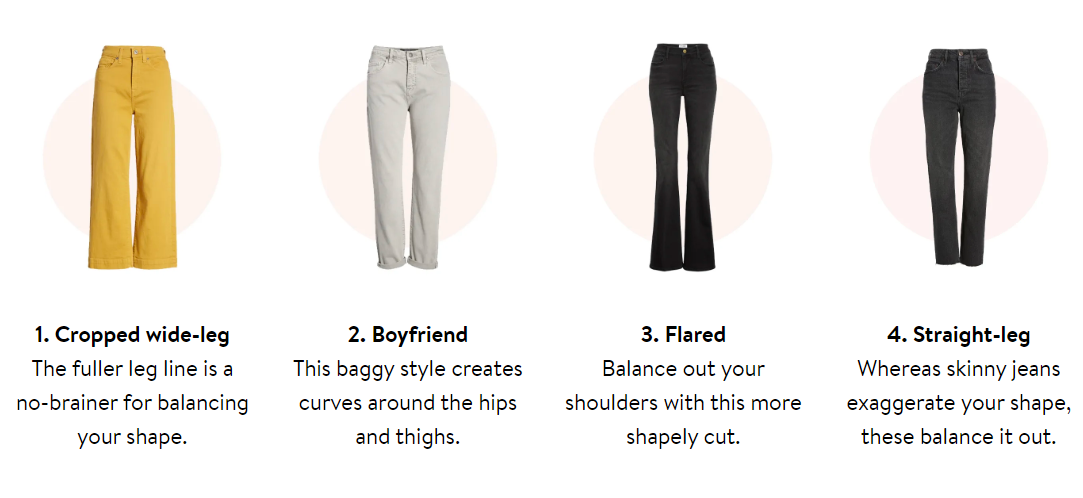 1. Cropped wide-leg
The fuller leg line is a
no-brainer for balancing
your shape.
2. Boyfriend
This baggy style creates
curves around the hips
and thighs.
3. Flared
Balance out your
shoulders with this more
shapely cut.
4. Straight-leg
Whereas skinny jeans
exaggerate your shape,
these balance it out.